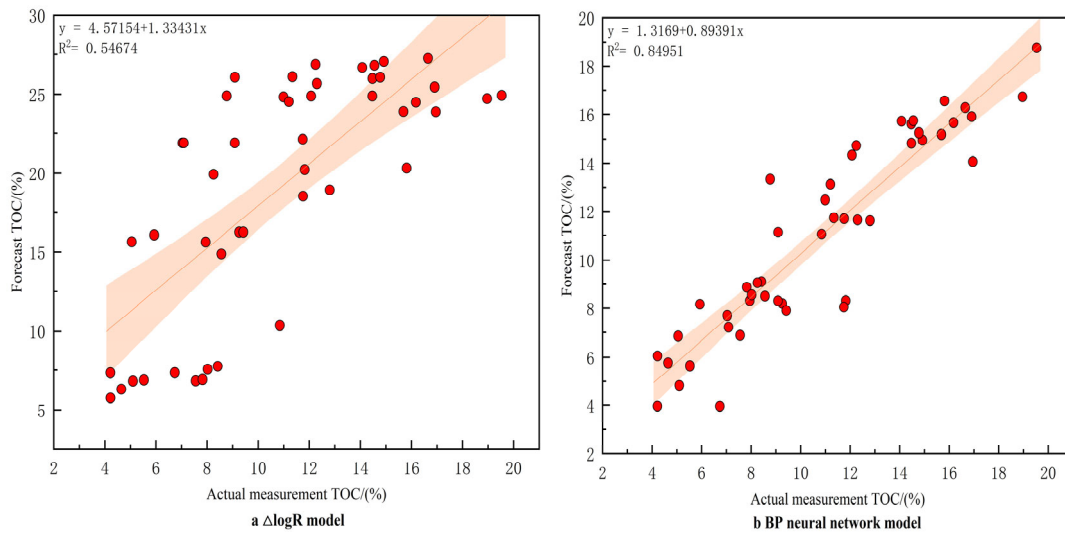 y = 4.57154+1.33431x
R²= 0.54674
30
25
20
15
10
5
Forecast TOC/(%)
2 4 6 8 10 12 14 16 18 20
Actual measurement TOC/(%)
a △logR model
y = 1.3169+0.89391x
R²= 0.84951
20
18
16
14
12
10
8
6
4
2
Forecast TOC/(%)
2 4 6 8 10 12 14 16 18 20
Actual measurement TOC/(%)
b BP neural network model